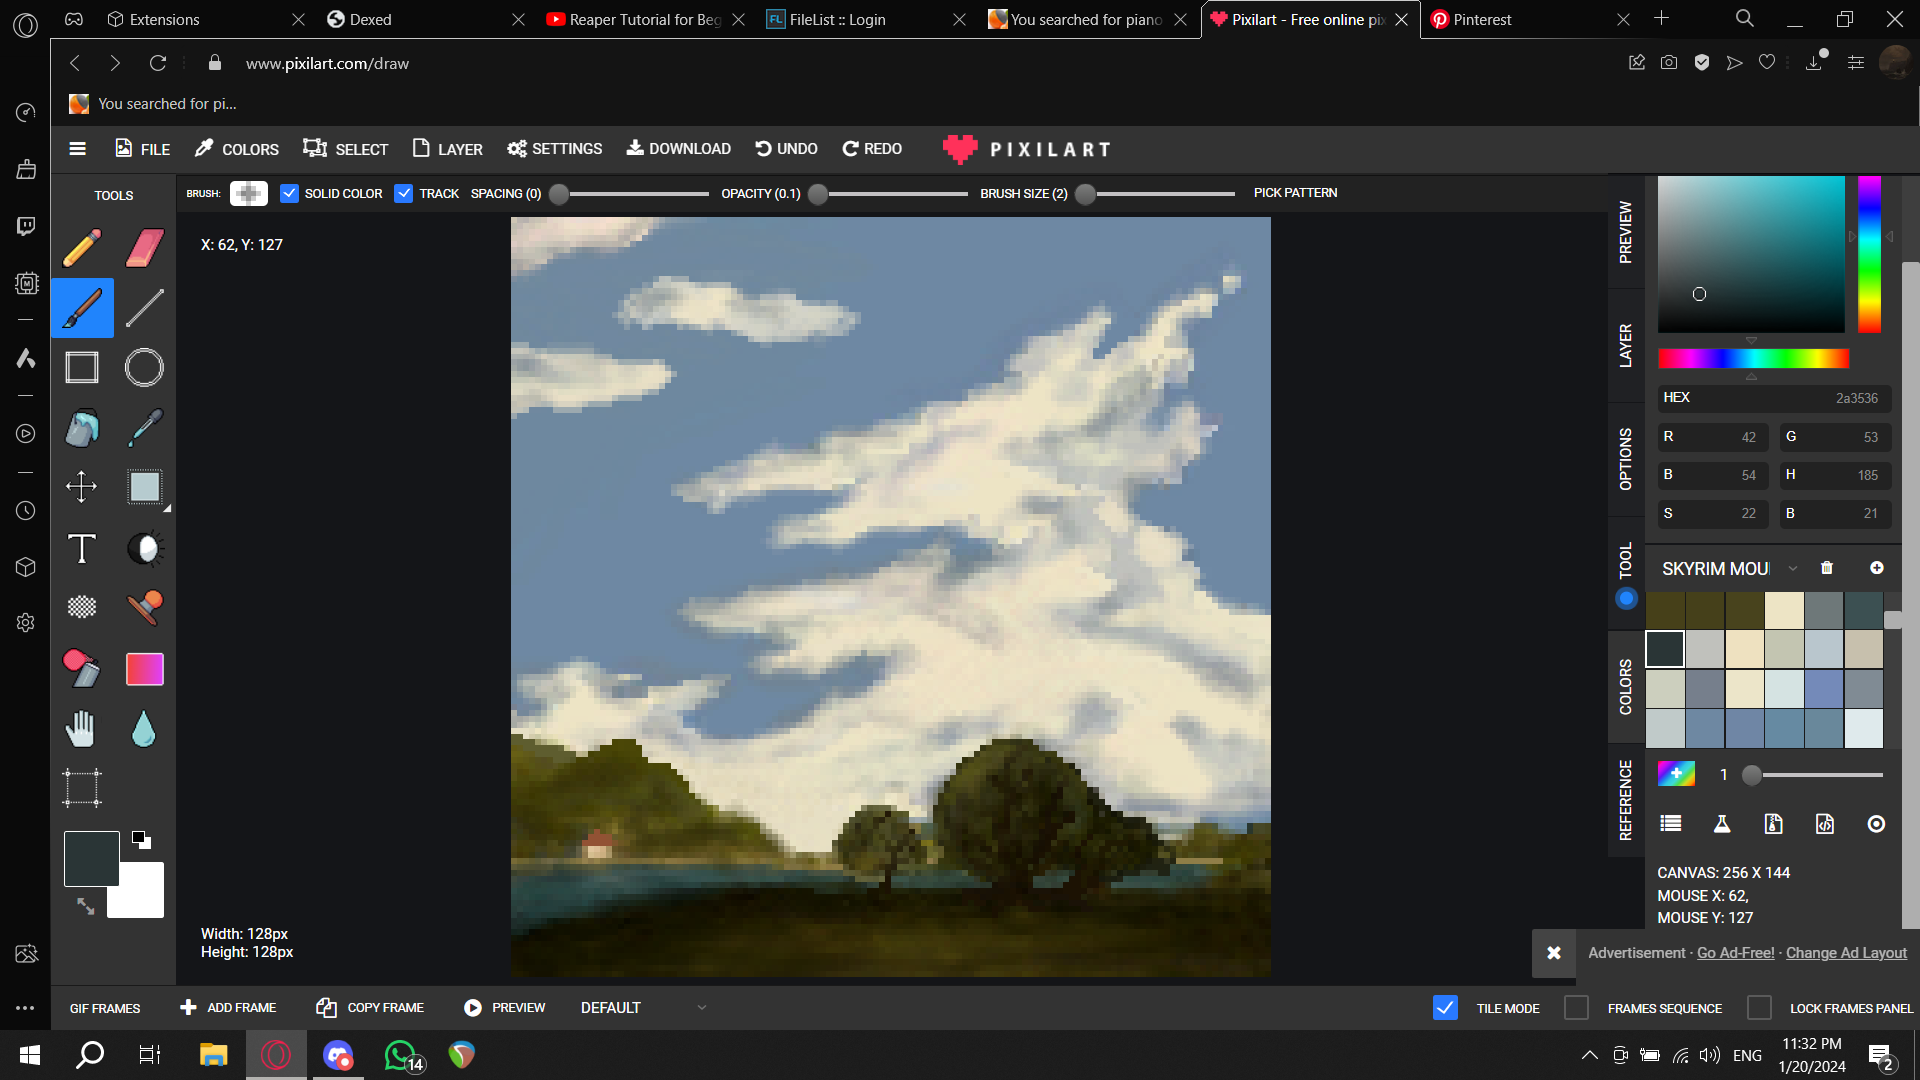 Extensions
Dexed
Reaper Tutorial for Beg
FileList :: Login
You searched for piano
Pixilart - Free online pix
Pinterest
www.pixilart.com/draw
You searched for pi...
FILE
COLORS
SELECT
LAYER
SETTINGS
DOWNLOAD
UNDO
REDO
PIXILART
TOOLS
BRUSH:
SOLID COLOR
TRACK
SPACING (0)
OPACITY (0.1)
BRUSH SIZE (2)
PICK PATTERN
X: 62, Y: 127
PREVIEW
LAYER
OPTIONS
TOOL
COLORS
REFERENCE
HEX
2a3536
R
42
G
53
B
54
H
185
S
22
B
21
SKYRIM MOU
1
CANVAS: 256 X 144
MOUSE X: 62,
MOUSE Y: 127
Width: 128px
Height: 128px
Advertisement · Go Ad-Free! · Change Ad Layout
GIF FRAMES
ADD FRAME
COPY FRAME
PREVIEW
DEFAULT
TILE MODE
FRAMES SEQUENCE
LOCK FRAMES PANEL
14
ENG
11:32 PM
1/20/2024
2